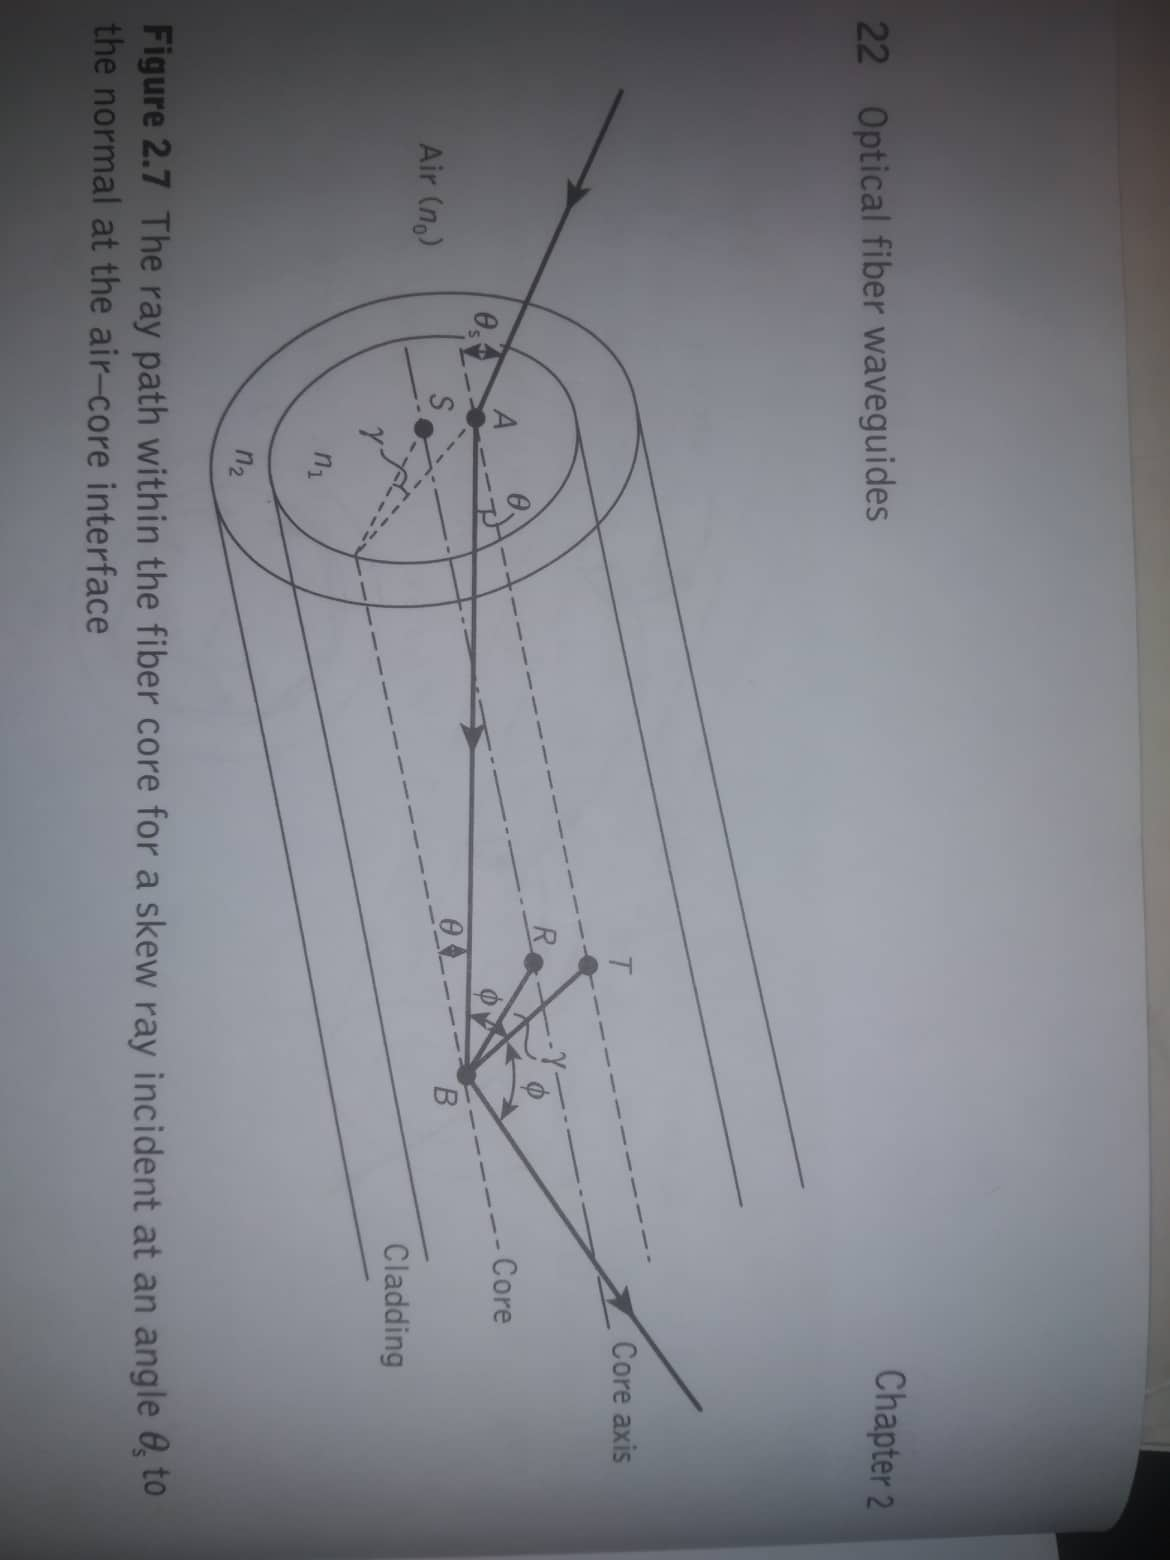 22 Optical fiber waveguides
Chapter 2
Air (n₀)
θₛ
A
θ
S
γ
n₁
n₂
T
R
θ
ϕ
γ
ϕ
B
Core axis
Core
Cladding
Figure 2.7 The ray path within the fiber core for a skew ray incident at an angle θₛ to
the normal at the air–core interface